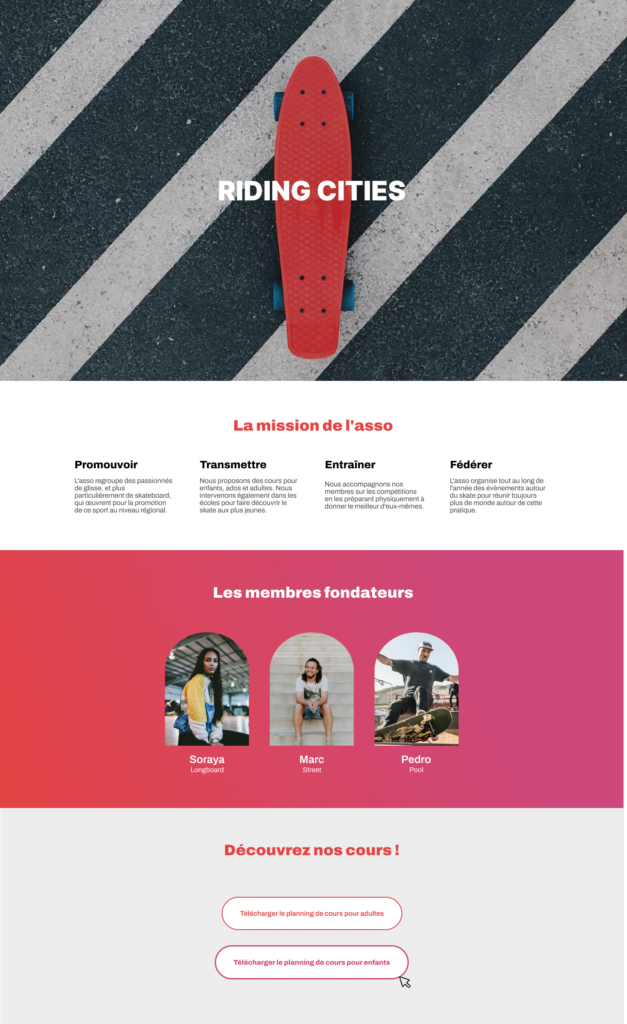 RIDING CITIES
La mission de l'asso
Promouvoir
L'asso regroupe des passionnés
de glisse, et plus
particulièrement de skateboard,
qui œuvrent pour la promotion
de ce sport au niveau régional.
Transmettre
Nous proposons des cours pour
enfants, ados et adultes. Nous
intervenons également dans les
écoles pour faire découvrir le
skate aux plus jeunes.
Entraîner
Nous accompagnons nos
membres sur les compétitions
en les préparant physiquement à
donner le meilleur d'eux-mêmes.
Fédérer
L'asso organise tout au long de
l'année des évènements autour
du skate pour réunir toujours
plus de monde autour de cette
pratique.
Les membres fondateurs
Soraya
Longboard
Marc
Street
Pedro
Pool
Découvrez nos cours !
Télécharger le planning de cours pour adultes
Télécharger le planning de cours pour enfants